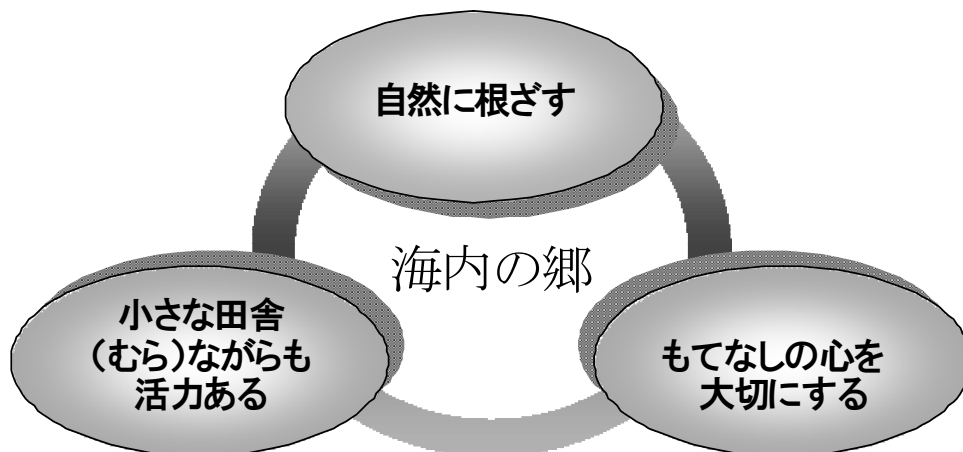 自然に根ざす
海内の郷
小さな田舎
（むら）ながらも
活力ある
もてなしの心を
大切にする